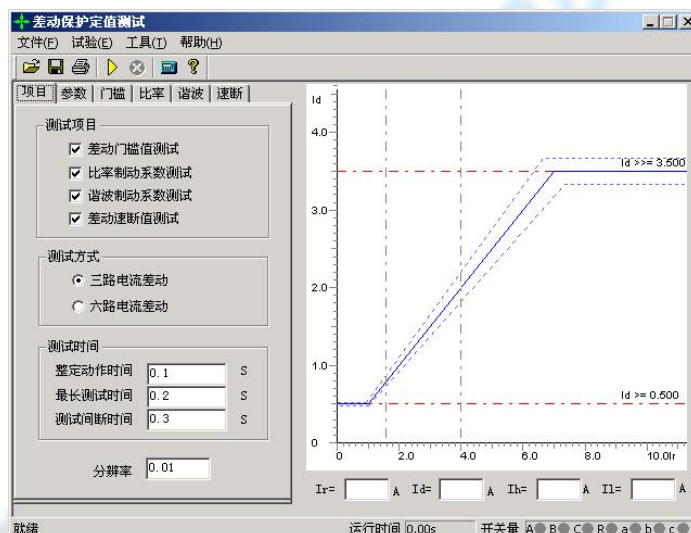 差动保护定值测试
文件(F) 试验(E) 工具(T) 帮助(H)
项目 参数 门槛 比率 谐波 速断
测试项目
差动门槛值测试
比率制动系数测试
谐波制动系数测试
差动速断值测试
测试方式
三路电流差动
六路电流差动
测试时间
整定动作时间 0.1 S
最长测试时间 0.2 S
测试间断时间 0.3 S
分辨率 0.01
Id
4.0
Id >>= 3.500
3.0
2.0
1.0
Id >= 0.500
0
0 2.0 4.0 6.0 8.0 10.0Ir
Ir= A Id= A Ih= A Il= A
就绪 运行时间 0.00s 开关量 A B C R a b c